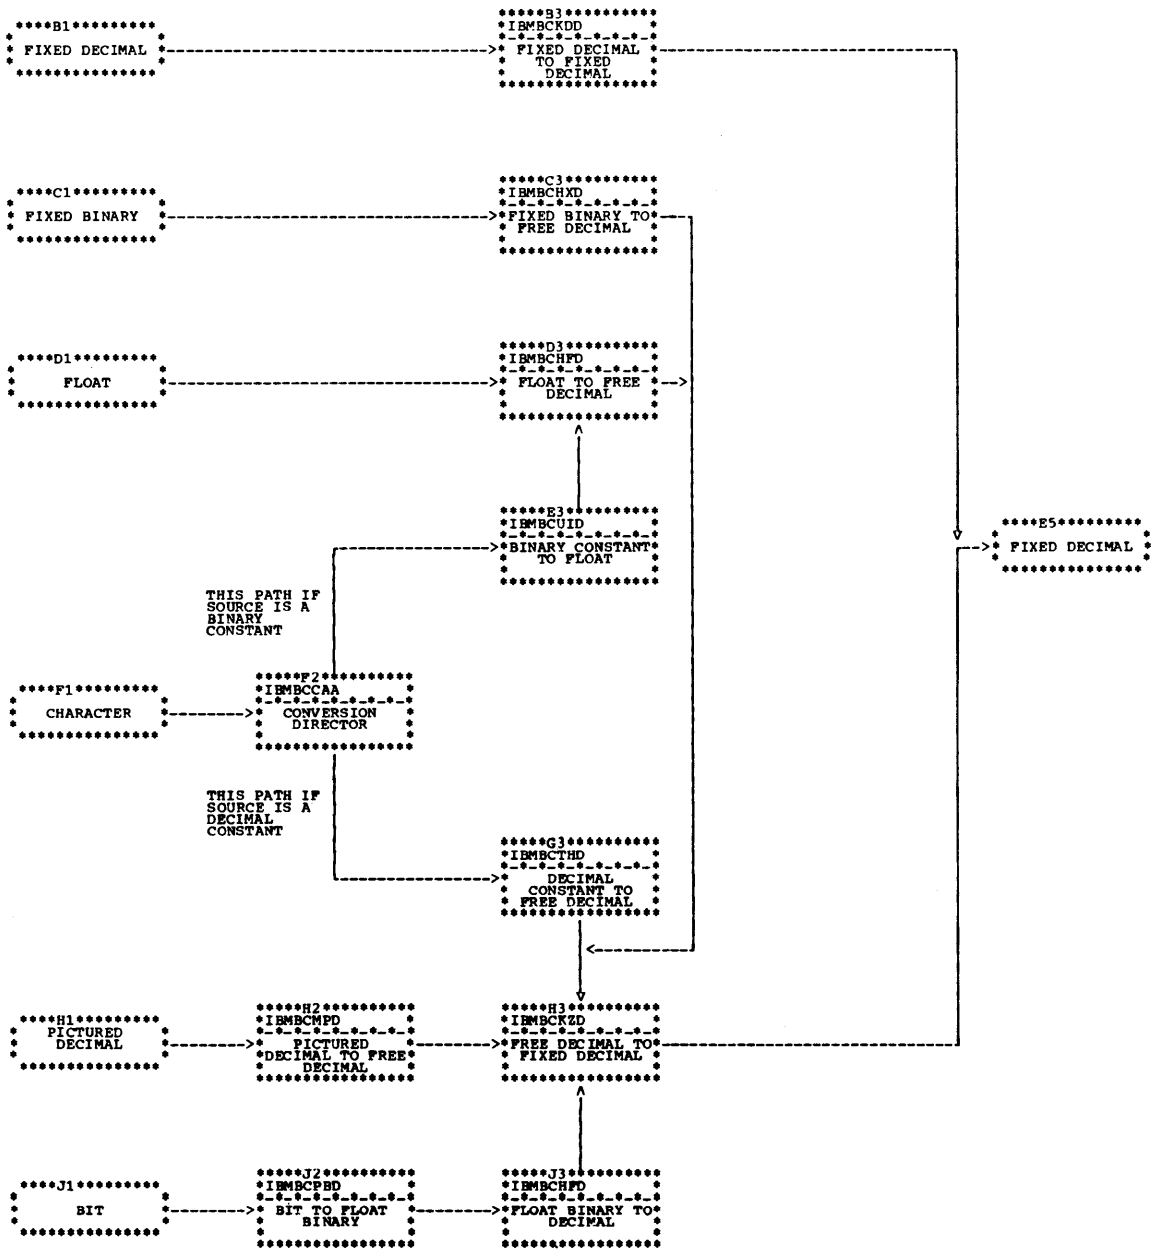 B1
FIXED DECIMAL
B3
IBMBCKDD
FIXED DECIMAL
TO FIXED
DECIMAL
C1
FIXED BINARY
C3
IBMBCHXD
FIXED BINARY TO
FREE DECIMAL
D1
FLOAT
D3
IBMBCHFD
FLOAT TO FREE
DECIMAL
E3
IBMBCUID
BINARY CONSTANT
TO FLOAT
E5
FIXED DECIMAL
THIS PATH IF
SOURCE IS A
BINARY
CONSTANT
F1
CHARACTER
F2
IBMBCCAA
CONVERSION
DIRECTOR
THIS PATH IF
SOURCE IS A
DECIMAL
CONSTANT
G3
IBMBCTHD
DECIMAL
CONSTANT TO
FREE DECIMAL
H1
PICTURED
DECIMAL
H2
IBMBCMPD
PICTURED
DECIMAL TO FREE
DECIMAL
H3
IBMBCKZD
FREE DECIMAL TO
FIXED DECIMAL
J1
BIT
J2
IBMBCPBD
BIT TO FLOAT
BINARY
J3
IBMBCHFD
FLOAT BINARY TO
DECIMAL